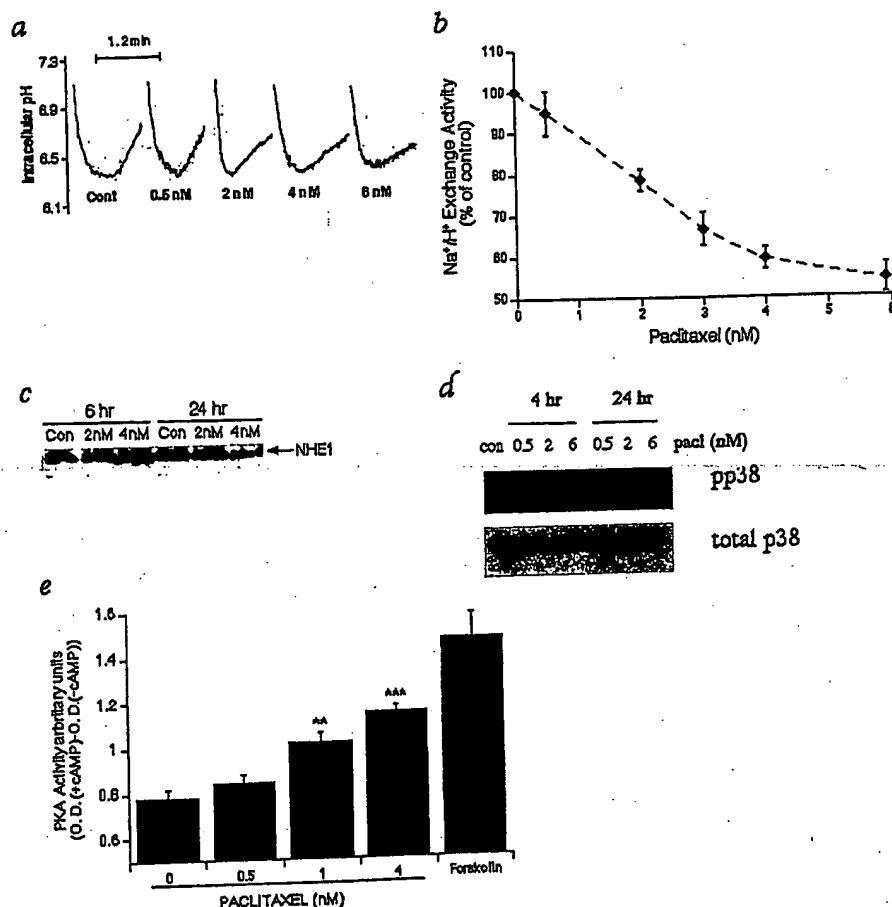 a
1.2min
7.3
6.9
6.5
6.1
Intracellular pH
Cont
0.5 nM
2 nM
4 nM
6 nM
b
110
100
90
80
70
60
50
Na⁺/H⁺ Exchange Activity
(% of control)
0
1
2
3
4
5
6
Paclitaxel (nM)
c
6 hr 24 hr
Con 2nM 4nM Con 2nM 4nM
NHE1
d
4 hr 24 hr
con 0.5 2 6 0.5 2 6 pacl (nM)
pp38
total p38
e
1.6
1.4
1.2
1
0.8
0.6
PKA Activity arbritary units
(O. D. (+cAMP)-O. D.(-cAMP))
**
***
0
0.5
1
4
Forskolin
PACLITAXEL (nM)